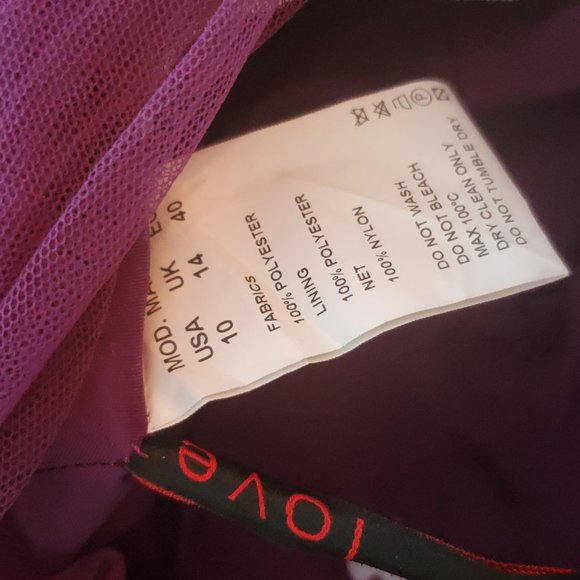 MOD. MA
USA UK EU
10 14 40
FABRICS
100% POLYESTER
LINING
100% POLYESTER
NET
100% NYLON
DO NOT WASH
DO NOT BLEACH
MAX 100°C
DRY CLEAN ONLY
DO NOT TUMBLE DRY
P
love